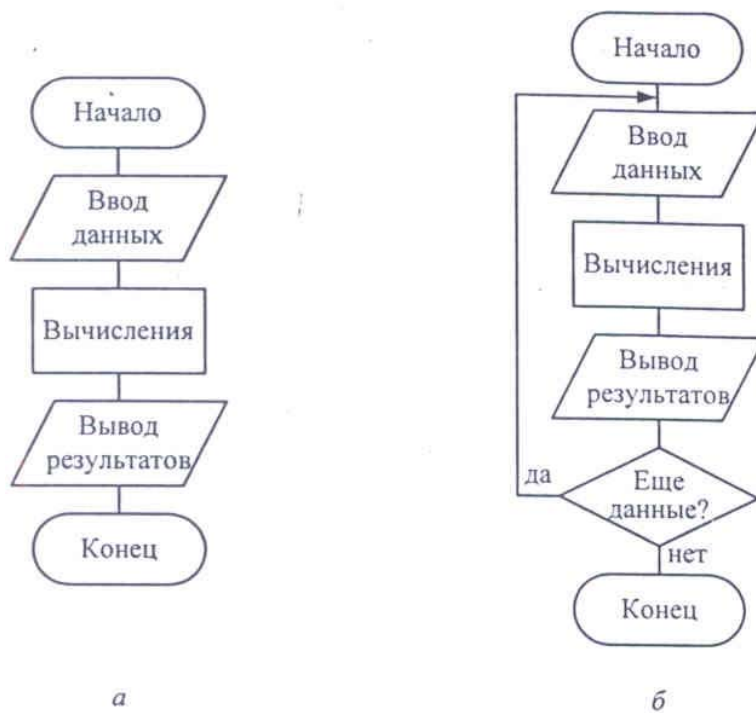 Начало
Ввод
данных
Вычисления
Вывод
результатов
Конец
а
Начало
Ввод
данных
Вычисления
Вывод
результатов
да
Еще
данные?
нет
Конец
б